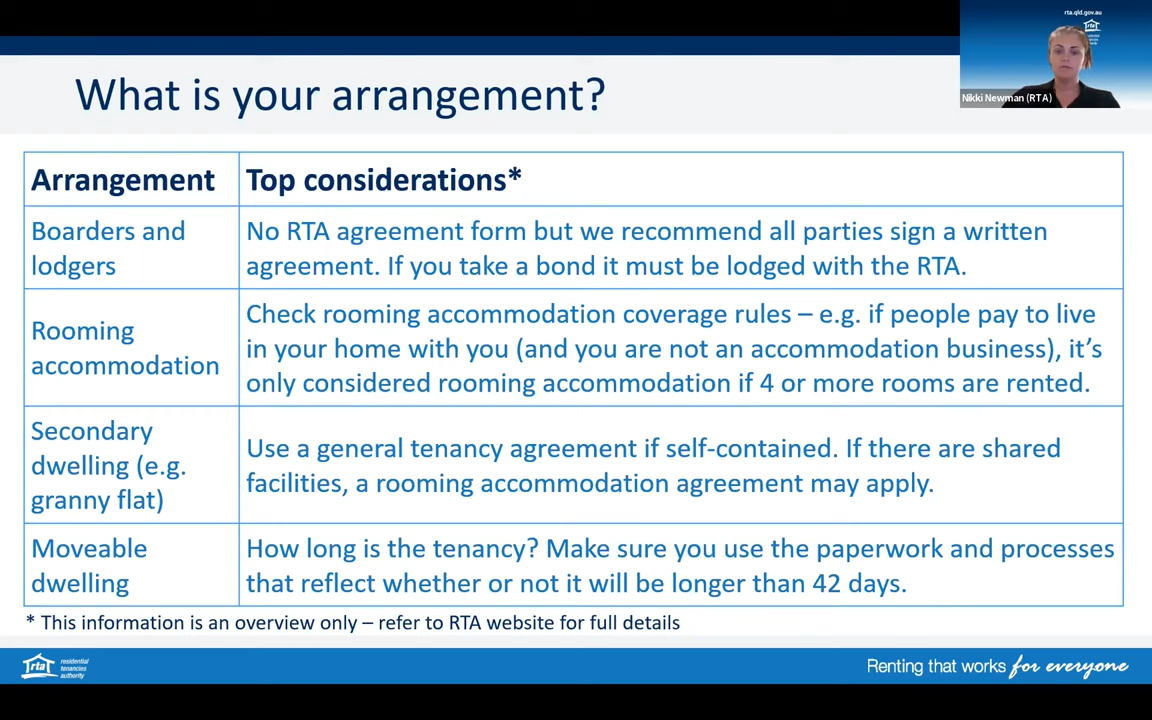 rta.qld.gov.au
What is your arrangement?
Nikki Newman (RTA)
Arrangement
Top considerations*
Boarders and
lodgers
No RTA agreement form but we recommend all parties sign a written
agreement. If you take a bond it must be lodged with the RTA.
Rooming
accommodation
Check rooming accommodation coverage rules – e.g. if people pay to live
in your home with you (and you are not an accommodation business), it’s
only considered rooming accommodation if 4 or more rooms are rented.
Secondary
dwelling (e.g.
granny flat)
Use a general tenancy agreement if self-contained. If there are shared
facilities, a rooming accommodation agreement may apply.
Moveable
dwelling
How long is the tenancy? Make sure you use the paperwork and processes
that reflect whether or not it will be longer than 42 days.
* This information is an overview only – refer to RTA website for full details
rta
residential
tenancies
authority
Renting that works for everyone